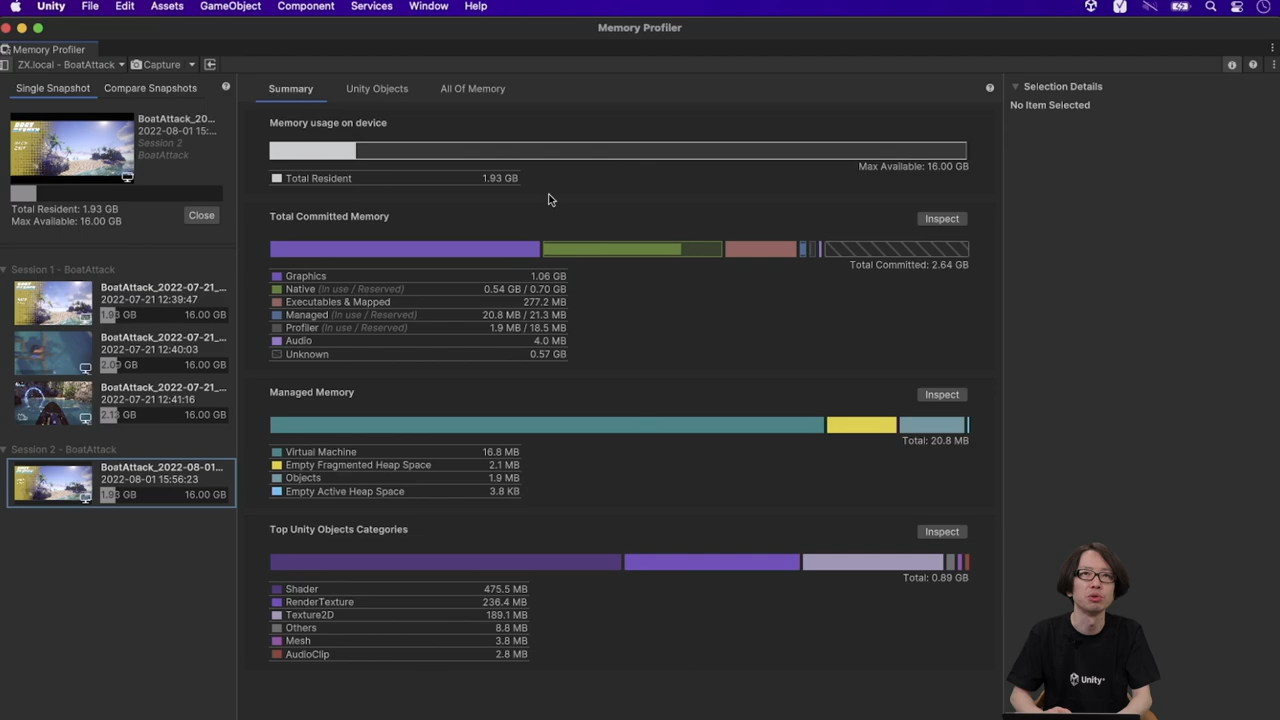 Unity File Edit Assets GameObject Component Services Window Help
Memory Profiler
Memory Profiler
ZX.local - BoatAttack Capture
Single Snapshot Compare Snapshots
BoatAttack_20...
2022-08-01 15:...
Session 2
BoatAttack
Total Resident: 1.93 GB
Max Available: 16.00 GB
Close
Session 1 - BoatAttack
BoatAttack_2022-07-21_...
2022-07-21 12:39:47
1.93 GB 16.00 GB
BoatAttack_2022-07-21_...
2022-07-21 12:40:03
2.09 GB 16.00 GB
BoatAttack_2022-07-21_...
2022-07-21 12:41:16
2.13 GB 16.00 GB
Session 2 - BoatAttack
BoatAttack_2022-08-01...
2022-08-01 15:56:23
1.93 GB 16.00 GB
Summary Unity Objects All Of Memory
Memory usage on device
Max Available: 16.00 GB
Total Resident 1.93 GB
Total Committed Memory Inspect
Total Committed: 2.64 GB
Graphics 1.06 GB
Native (In use / Reserved) 0.54 GB / 0.70 GB
Executables & Mapped 277.2 MB
Managed (In use / Reserved) 20.8 MB / 21.3 MB
Profiler (In use / Reserved) 1.9 MB / 18.5 MB
Audio 4.0 MB
Unknown 0.57 GB
Managed Memory Inspect
Total: 20.8 MB
Virtual Machine 16.8 MB
Empty Fragmented Heap Space 2.1 MB
Objects 1.9 MB
Empty Active Heap Space 3.8 KB
Top Unity Objects Categories Inspect
Total: 0.89 GB
Shader 475.5 MB
RenderTexture 236.4 MB
Texture2D 189.1 MB
Others 8.8 MB
Mesh 3.8 MB
AudioClip 2.8 MB
Selection Details
No Item Selected
Unity